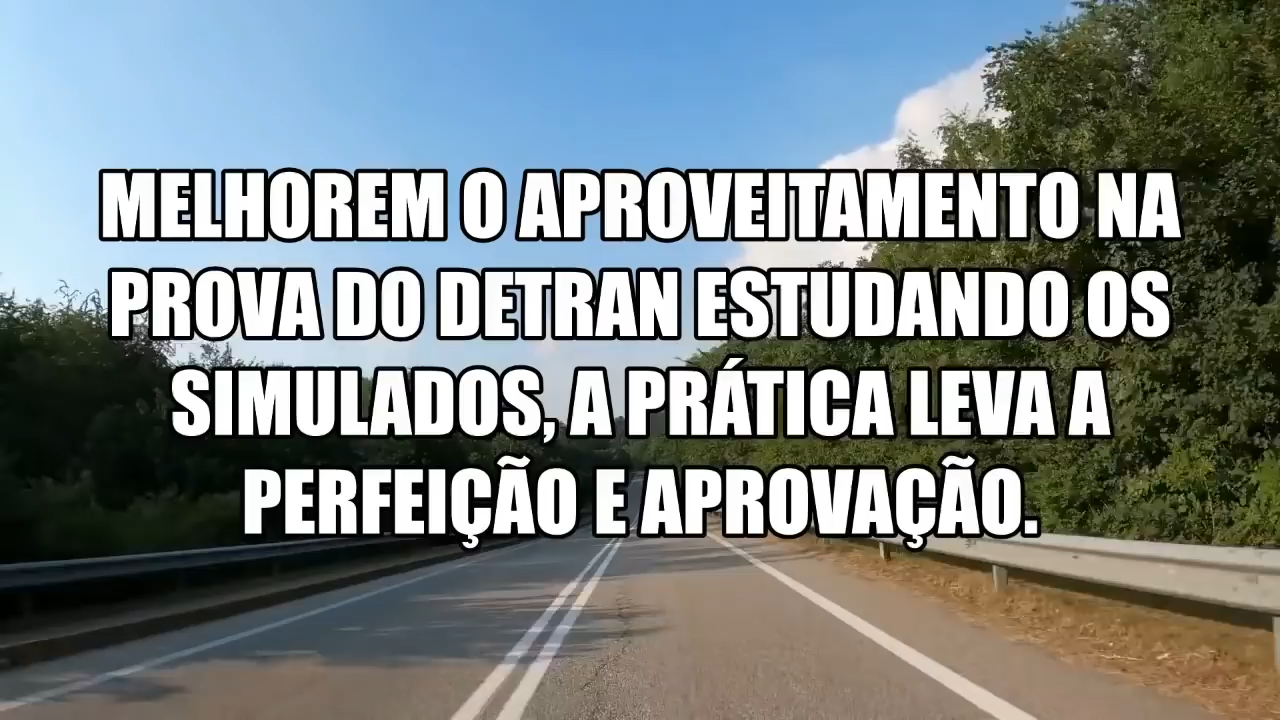 MELHOREM O APROVEITAMENTO NA
PROVA DO DETRAN ESTUDANDO OS
SIMULADOS, A PRÁTICA LEVA A
PERFEIÇÃO E APROVAÇÃO.